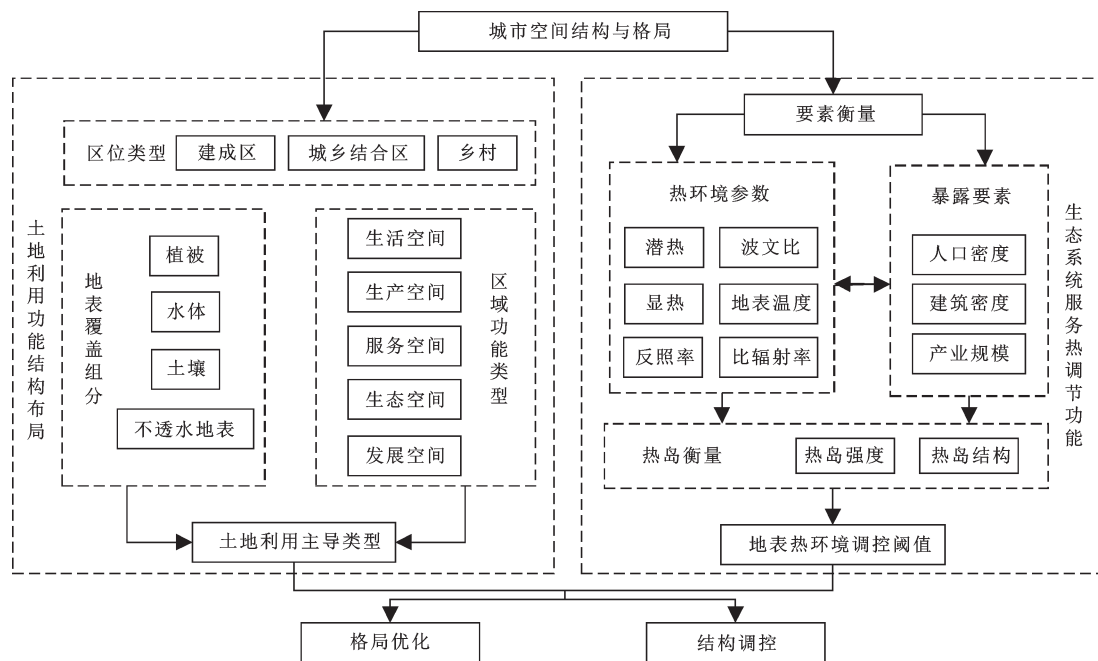 城市空间结构与格局
土地利用功能结构布局
区位类型
建成区
城乡结合区
乡村
地表覆盖组分
植被
水体
土壤
不透水地表
生活空间
生产空间
服务空间
生态空间
发展空间
区域功能类型
土地利用主导类型
要素衡量
热环境参数
潜热
波文比
显热
地表温度
反照率
比辐射率
暴露要素
人口密度
建筑密度
产业规模
热岛衡量
热岛强度
热岛结构
地表热环境调控阈值
生态系统服务热调节功能
格局优化
结构调控